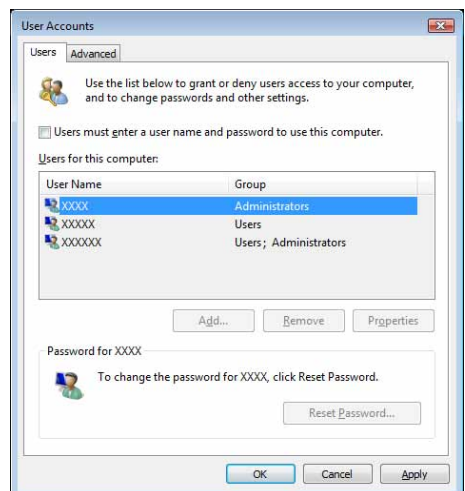 User Accounts
Users Advanced
Use the list below to grant or deny users access to your computer,
and to change passwords and other settings.
Users must enter a user name and password to use this computer.
Users for this computer:
User Name Group
XXXX Administrators
XXXXX Users
XXXXXX Users; Administrators
Add... Remove Properties
Password for XXXX
To change the password for XXXX, click Reset Password.
Reset Password...
OK Cancel Apply